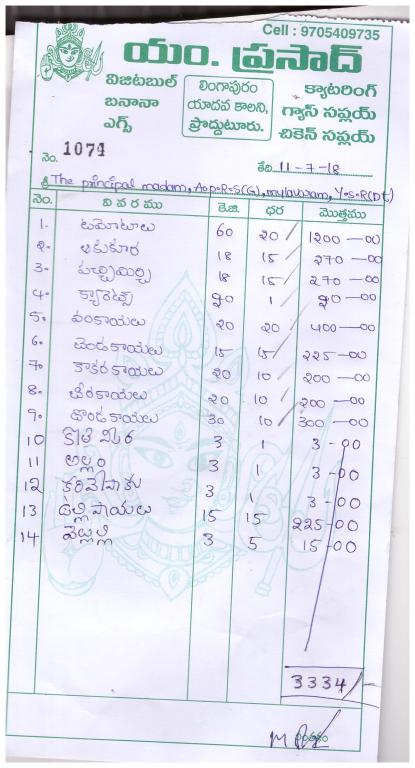 Cell : 9705409735
యం. ప్రసాద్
విజిటబుల్ బనానా ఎగ్స్
లింగాపురం యాదవ కాలని, ప్రొద్దుటూరు.
క్యాటరింగ్ గ్యాస్ సప్లయ్ చికెన్ సప్లయ్
నెం. 1074
తేది 11-7-18
శ్రీ The principal madam, A.P.R.S(G), mylavaram, Y.S.R(Dt)
నెం. వివరము కె.జి. ధర మొత్తము
1. టమోటాలు 60 20 1200-00
2. ఆకుకూర 18 15 270-00
3. పచ్చిమిర్చి 18 15 270-00
4. క్యారెట్స్ 20 1 20-00
5. వంకాయలు 20 20 400-00
6. బెండకాయలు 15 15 225-00
7. కాకరకాయలు 20 10 200-00
8. బీరకాయలు 20 10 200-00
9. దొండకాయలు 30 10 300-00
10 3 1 3-00
11 అల్లం 3 1 3-00
12 కరివేపాకు 3 1 3-00
13 ఉల్లిపాయలు 15 15 225-00
14 3 5 15-00
3334/